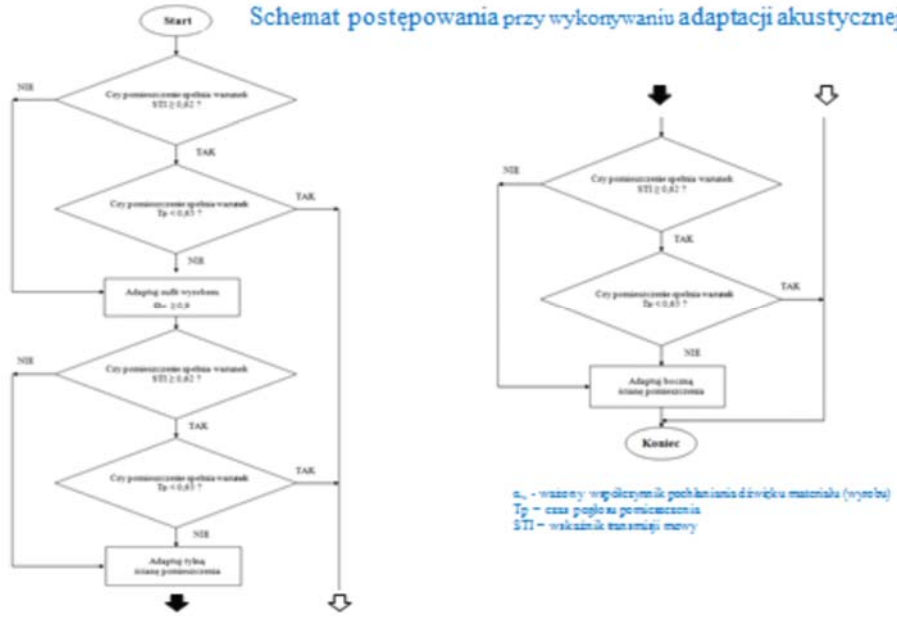 Schemat postępowania przy wykonywaniu adaptacji akustycznej
Start
Czy pomieszczenie spełnia warunek
STI ≥ 0,62 ?
NIE
TAK
Czy pomieszczenie spełnia warunek
Tp < 0,65 ?
TAK
NIE
Adaptuj sufit wyrobem
≥ 0,9
Czy pomieszczenie spełnia warunek
STI ≥ 0,62 ?
NIE
TAK
Czy pomieszczenie spełnia warunek
Tp < 0,65 ?
TAK
NIE
Adaptuj tylną
ścianę pomieszczenia
Czy pomieszczenie spełnia warunek
STI ≥ 0,62 ?
NIE
TAK
Czy pomieszczenie spełnia warunek
Tp < 0,65 ?
TAK
NIE
Adaptuj boczną
ścianę pomieszczenia
Koniec
αw - ważony współczynnik pochłaniania dźwięku materiału (wyrobu)
Tp – czas pogłosu pomieszczenia
STI – wskaźnik transmisji mowy